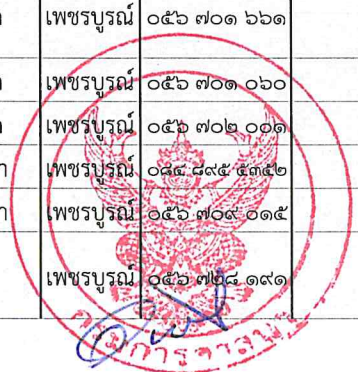 เพชรบูรณ์ ๐๕๖ ๗๐๑ ๖๖๑
เพชรบูรณ์ ๐๕๖ ๗๐๑ ๐๖๐
เพชรบูรณ์ ๐๕๖ ๗๐๒ ๐๐๑
เพชรบูรณ์ ๐๘๔ ๘๙๕ ๕๓๕๒
เพชรบูรณ์ ๐๕๖ ๗๐๙ ๐๑๕
เพชรบูรณ์ ๐๕๖ ๗๒๘ ๑๙๑